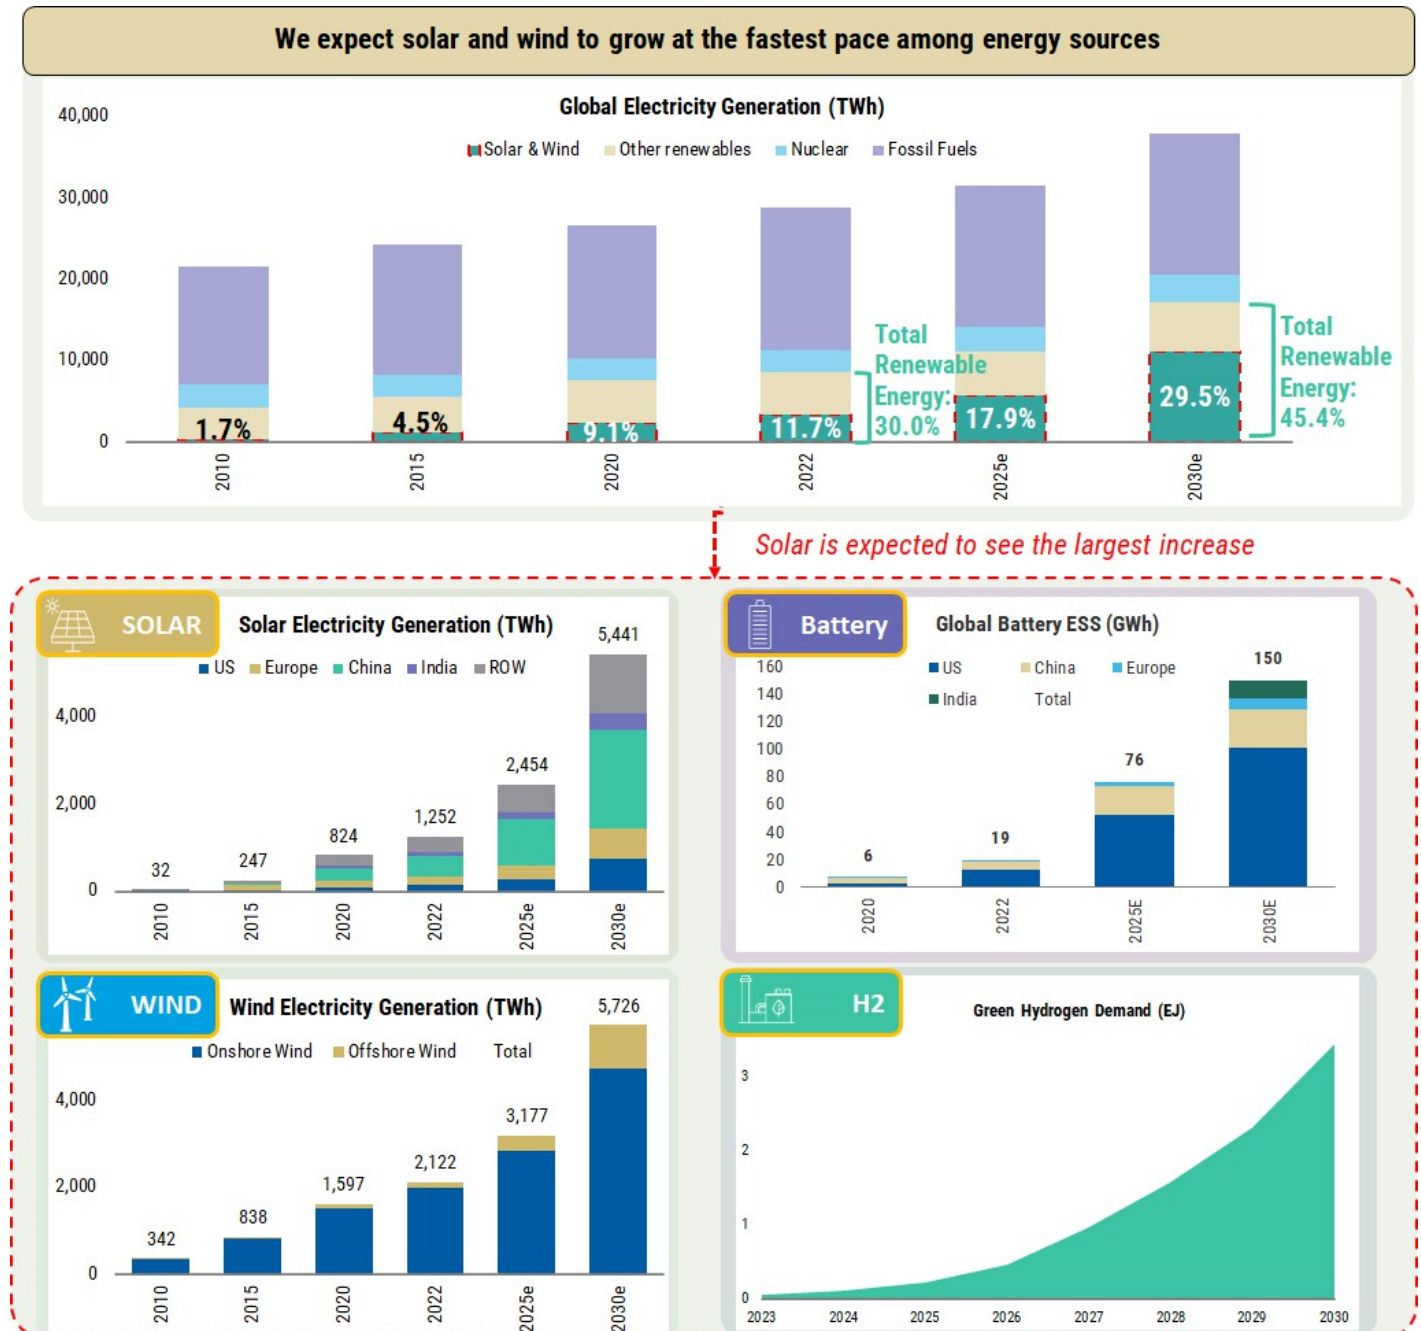 We expect solar and wind to grow at the fastest pace among energy sources
Global Electricity Generation (TWh)
Solar & Wind Other renewables Nuclear Fossil Fuels
40,000
30,000
20,000
10,000
0
1.7%
4.5%
9.1%
11.7%
17.9%
29.5%
Total
Renewable
Energy:
30.0%
Total
Renewable
Energy:
45.4%
2010
2015
2020
2022
2025e
2030e
Solar is expected to see the largest increase
SOLAR
Solar Electricity Generation (TWh)
US Europe China India ROW
4,000
2,000
0
32
247
824
1,252
2,454
5,441
2010
2015
2020
2022
2025e
2030e
Battery
Global Battery ESS (GWh)
US China Europe
India Total
160
140
120
100
80
60
40
20
0
6
19
76
150
2020
2022
2025E
2030E
WIND
Wind Electricity Generation (TWh)
Onshore Wind Offshore Wind Total
4,000
2,000
0
342
838
1,597
2,122
3,177
5,726
2010
2015
2020
2022
2025e
2030e
H2
Green Hydrogen Demand (EJ)
3
2
1
0
2023 2024 2025 2026 2027 2028 2029 2030